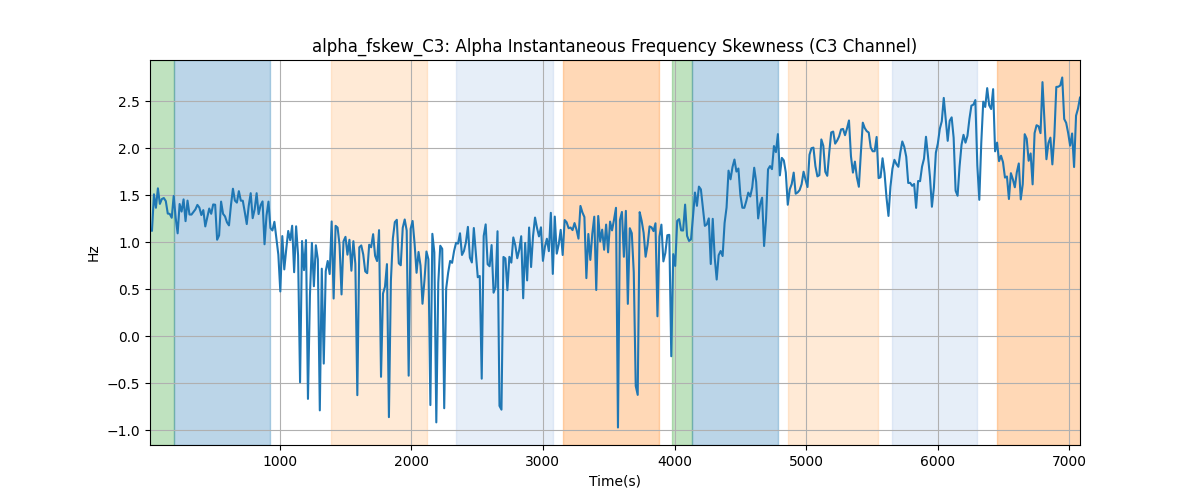 alpha_fskew_C3: Alpha Instantaneous Frequency Skewness (C3 Channel)
Hz
2.5
2.0
1.5
1.0
0.5
0.0
−0.5
−1.0
1000 2000 3000 4000 5000 6000 7000
Time(s)